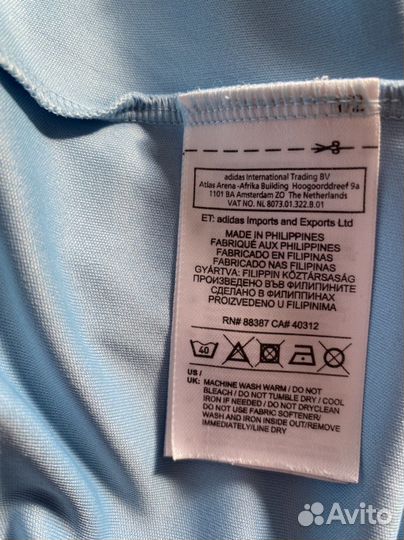 adidas International Trading BV
Atlas Arena -Afrika Building Hoogoorddreef 9a
1101 BA Amsterdam ZO The Netherlands
VAT NO. NL 8073.01.322.B.01
ET: adidas Imports and Exports Ltd
MADE IN PHILIPPINES
FABRIQUÉ AUX PHILIPPINES
FABRICADO EN FILIPINAS
FABRICADO NAS FILIPINAS
GYÁRTVA: FILIPPIN KÖZTÁRSASÁG
ПРОИЗВЕДЕНО ВЪВ ФИЛИПИНИТЕ
СДЕЛАНО В ФИЛИППИНАХ
PROIZVEDENO U FILIPINIMA
RN# 88387 CA# 40312
40
US /
UK: MACHINE WASH WARM / DO NOT
BLEACH / DO NOT TUMBLE DRY / COOL
IRON IF NEEDED / DO NOT DRYCLEAN
DO NOT USE FABRIC SOFTENER/
WASH AND IRON INSIDE OUT/REMOVE
IMMEDIATELY/LINE DRY
Avito